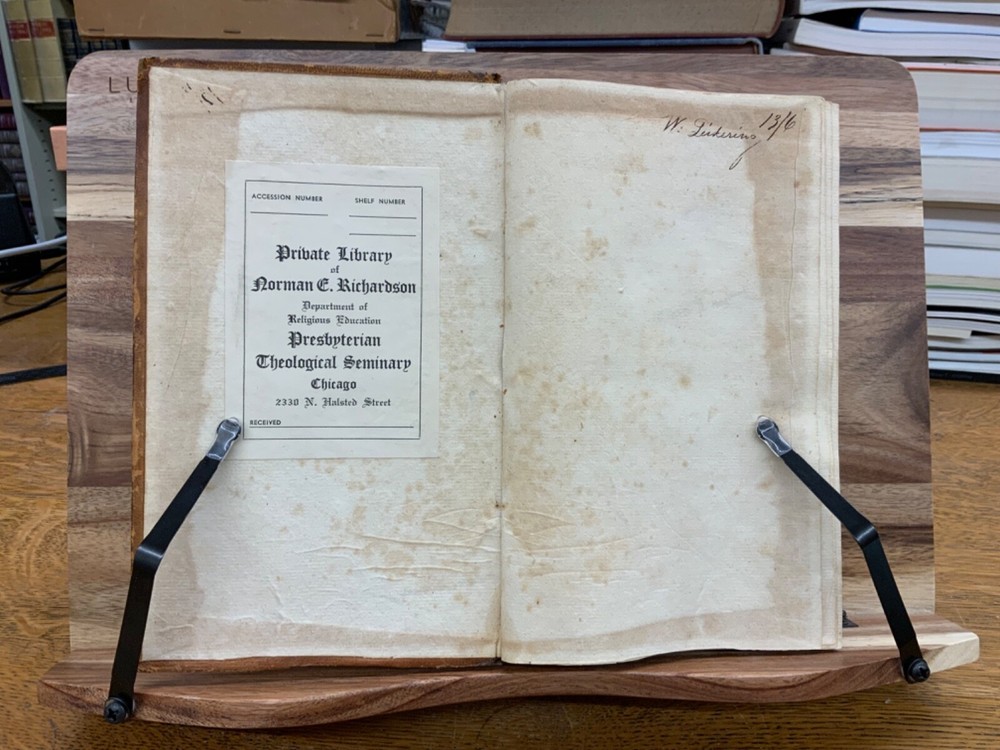 LU
ACCESSION NUMBER
SHELF NUMBER
Private Library
of
Norman E. Richardson
Department of
Religious Education
Presbyterian
Theological Seminary
Chicago
2330 N. Halsted Street
RECEIVED
W. 13/6